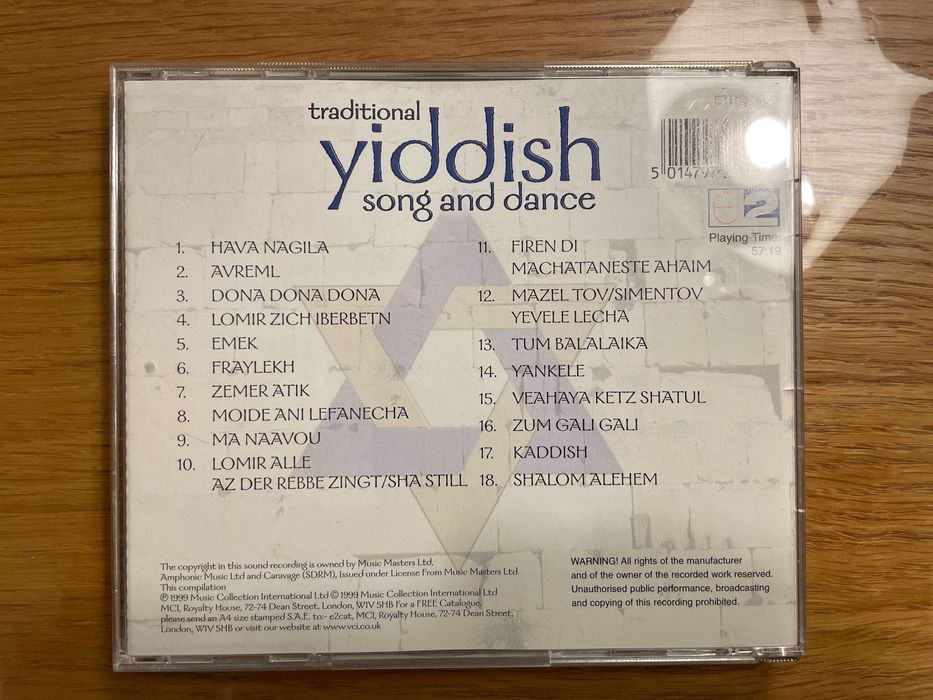 traditional
yiddish
song and dance
5 014797
2
Playing Time:
57:19
1. HAVA NAGILA
2. AVREML
3. DONA DONA DONA
4. LOMIR ZICH IBERBETN
5. EMEK
6. FRAYLEKH
7. ZEMER ATIK
8. MOIDE ANI LEFANECHA
9. MA NAAVOU
10. LOMIR ALLE
AZ DER REBBE ZINGT/SHA STILL
11. FIREN DI
MACHATANESTE AHAIM
12. MAZEL TOV/SIMENTOV
YEVELE LECHA
13. TUM BALALAIKA
14. YANKELE
15. VEAHAYA KETZ SHATUL
16. ZUM GALI GALI
17. KADDISH
18. SHALOM ALEHEM
The copyright in this sound recording is owned by Music Masters Ltd,
Amphonic Music Ltd and Caravage (SDRM), Issued under License From Music Masters Ltd.
This compilation
℗ 1999 Music Collection International Ltd © 1999 Music Collection International Ltd
MCI, Royalty House, 72-74 Dean Street, London, W1V 5HB For a FREE Catalogue,
please send an A4 size stamped S.A.E. to:- e2cat, MCI, Royalty House, 72-74 Dean Street,
London, W1V 5HB or visit our website at www.vci.co.uk
WARNING! All rights of the manufacturer
and of the owner of the recorded work reserved.
Unauthorised public performance, broadcasting
and copying of this recording prohibited.